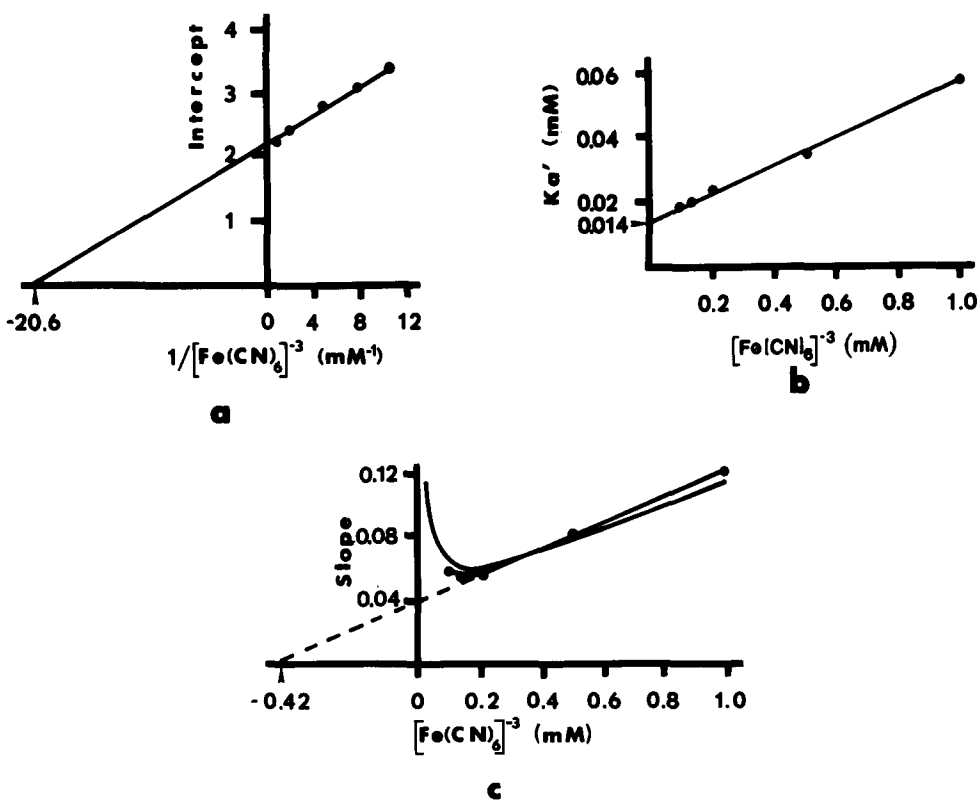 Intercept
4
3
2
1
-20.6
0 4 8 12
1/[Fe(CN)6]-3 (mM-1)
a
Ka' (mM)
0.06
0.04
0.02
0.014
0.2 0.4 0.6 0.8 1.0
[Fe(CN)6]-3 (mM)
b
Slope
0.12
0.08
0.04
-0.42 0 0.2 0.4 0.6 0.8 1.0
[Fe(CN)6]-3 (mM)
c